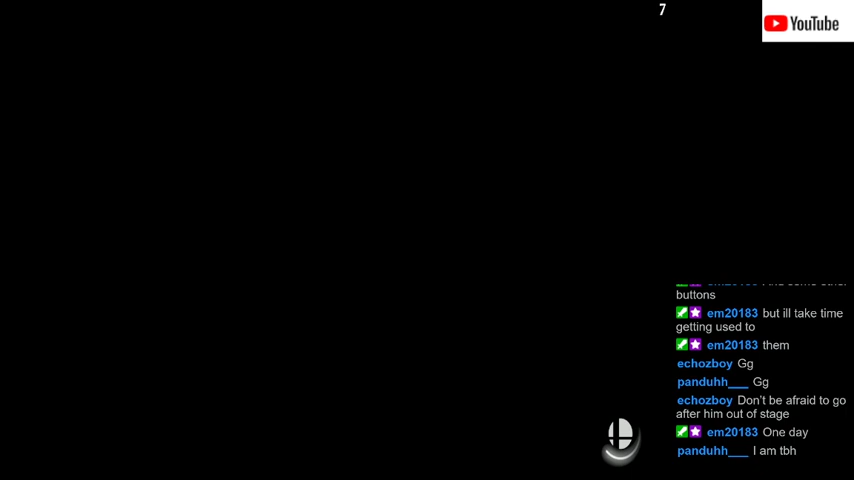 7
YouTube
buttons
em20183 but ill take time
getting used to
em20183 them
echozboy Gg
panduhh___ Gg
echozboy Don't be afraid to go
after him out of stage
em20183 One day
panduhh___ I am tbh